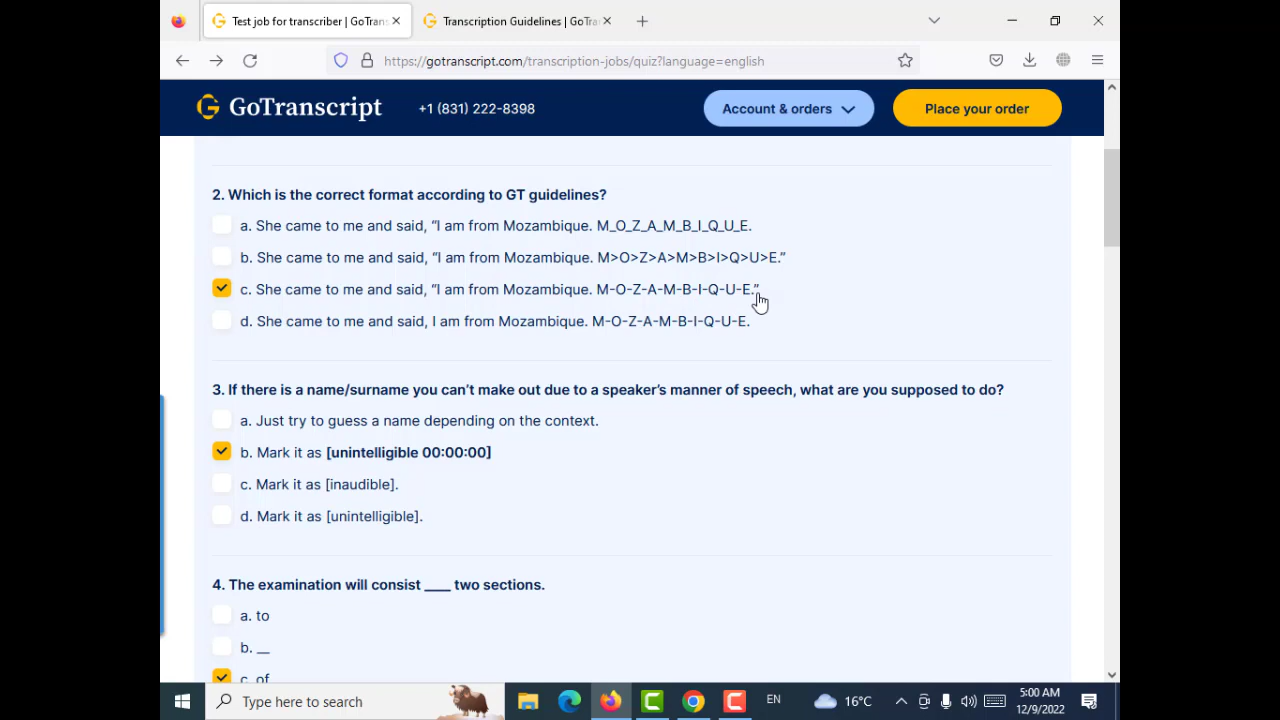 Test job for transcriber | GoTrans
Transcription Guidelines | GoTra
https://gotranscript.com/transcription-jobs/quiz?language=english
GoTranscript
+1 (831) 222-8398
Account & orders
Place your order
2. Which is the correct format according to GT guidelines?
a. She came to me and said, “I am from Mozambique. M_O_Z_A_M_B_I_Q_U_E.
b. She came to me and said, “I am from Mozambique. M>O>Z>A>M>B>I>Q>U>E.”
c. She came to me and said, “I am from Mozambique. M-O-Z-A-M-B-I-Q-U-E.”
d. She came to me and said, I am from Mozambique. M-O-Z-A-M-B-I-Q-U-E.
3. If there is a name/surname you can’t make out due to a speaker’s manner of speech, what are you supposed to do?
a. Just try to guess a name depending on the context.
b. Mark it as [unintelligible 00:00:00]
c. Mark it as [inaudible].
d. Mark it as [unintelligible].
4. The examination will consist ____ two sections.
a. to
b. __
c. of
Type here to search
16°C
EN
5:00 AM
12/9/2022